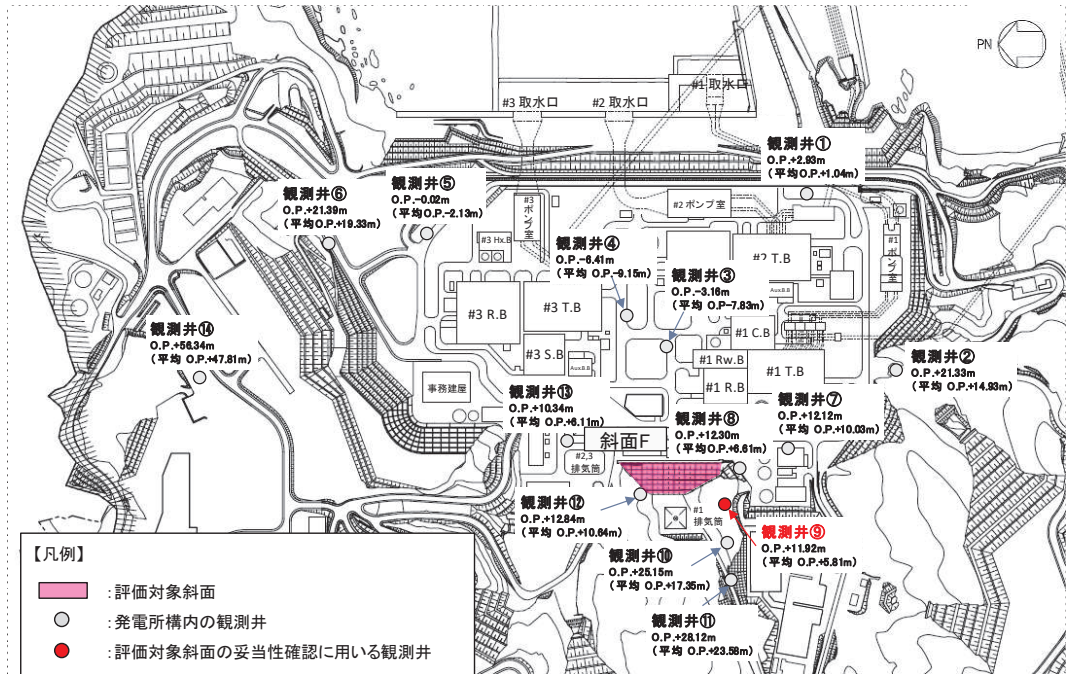 PN
#1 取水口
#3 取水口
#2 取水口
観測井①
O.P.+2.93m
(平均O.P.+1.04m)
観測井⑤
O.P.-0.02m
(平均O.P.-2.13m)
観測井⑥
O.P.+21.39m
(平均O.P.+19.33m)
#3
ポンプ室
#2 ポンプ室
#1
ポンプ室
観測井④
O.P.-6.41m
(平均 O.P.-9.15m)
#3 Hx.B
#2 T.B
観測井③
O.P.-3.16m
(平均 O.P-7.83m)
Aux.B.B
#3 R.B
#3 T.B
#1 C.B
観測井⑭
O.P.+56.34m
(平均 O.P.+47.81m)
#3 S.B
Aux.B.B
#1 Rw.B
#1 T.B
#1 R.B
観測井②
O.P.+21.33m
(平均 O.P.+14.93m)
事務建屋
観測井⑬
O.P.+10.34m
(平均 O.P.+6.11m)
観測井⑦
O.P.+12.12m
(平均 O.P.+10.03m)
観測井⑧
O.P.+12.30m
(平均 O.P.+6.61m)
斜面F
#2,3
排気筒
観測井⑫
O.P.+12.84m
(平均 O.P.+10.64m)
#1
排気筒
観測井⑨
O.P.+11.92m
(平均 O.P.+5.81m)
観測井⑩
O.P.+25.15m
(平均 O.P.+17.35m)
観測井⑪
O.P.+28.12m
(平均 O.P.+23.58m)
【凡例】
:評価対象斜面
:発電所構内の観測井
:評価対象斜面の妥当性確認に用いる観測井